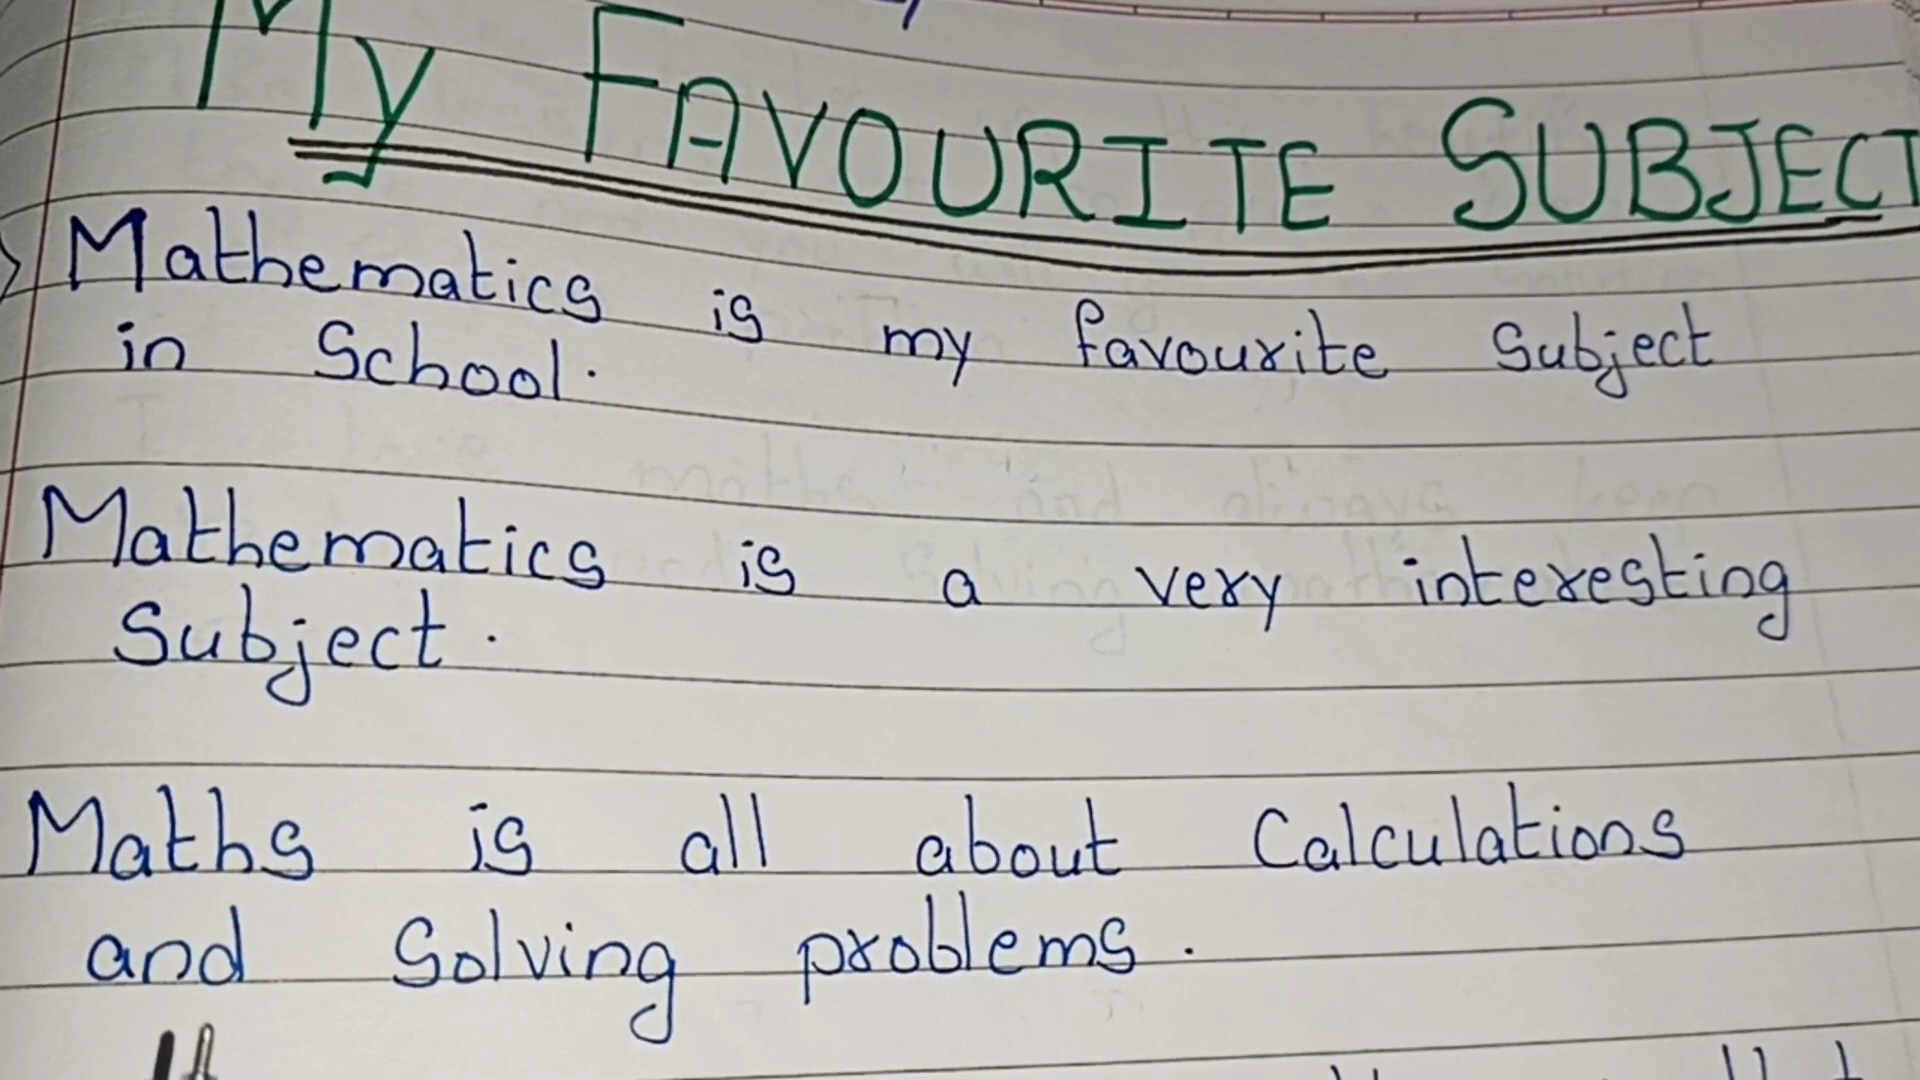 My FAVOURITE SUBJECT
Mathematics is my favourite Subject
in School.
Mathematics is a very interesting
Subject.
Maths is all about Calculations
and Solving problems.